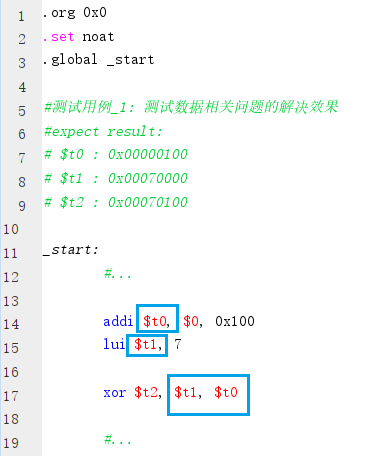 1 .org 0x0
2 .set noat
3 .global _start
4
5 #测试用例_1: 测试数据相关问题的解决效果
6 #expect result:
7 # $t0 : 0x00000100
8 # $t1 : 0x00070000
9 # $t2 : 0x00070100
10
11 _start:
12 #...
13
14 addi $t0, $0, 0x100
15 lui $t1, 7
16
17 xor $t2, $t1, $t0
18
19 #...